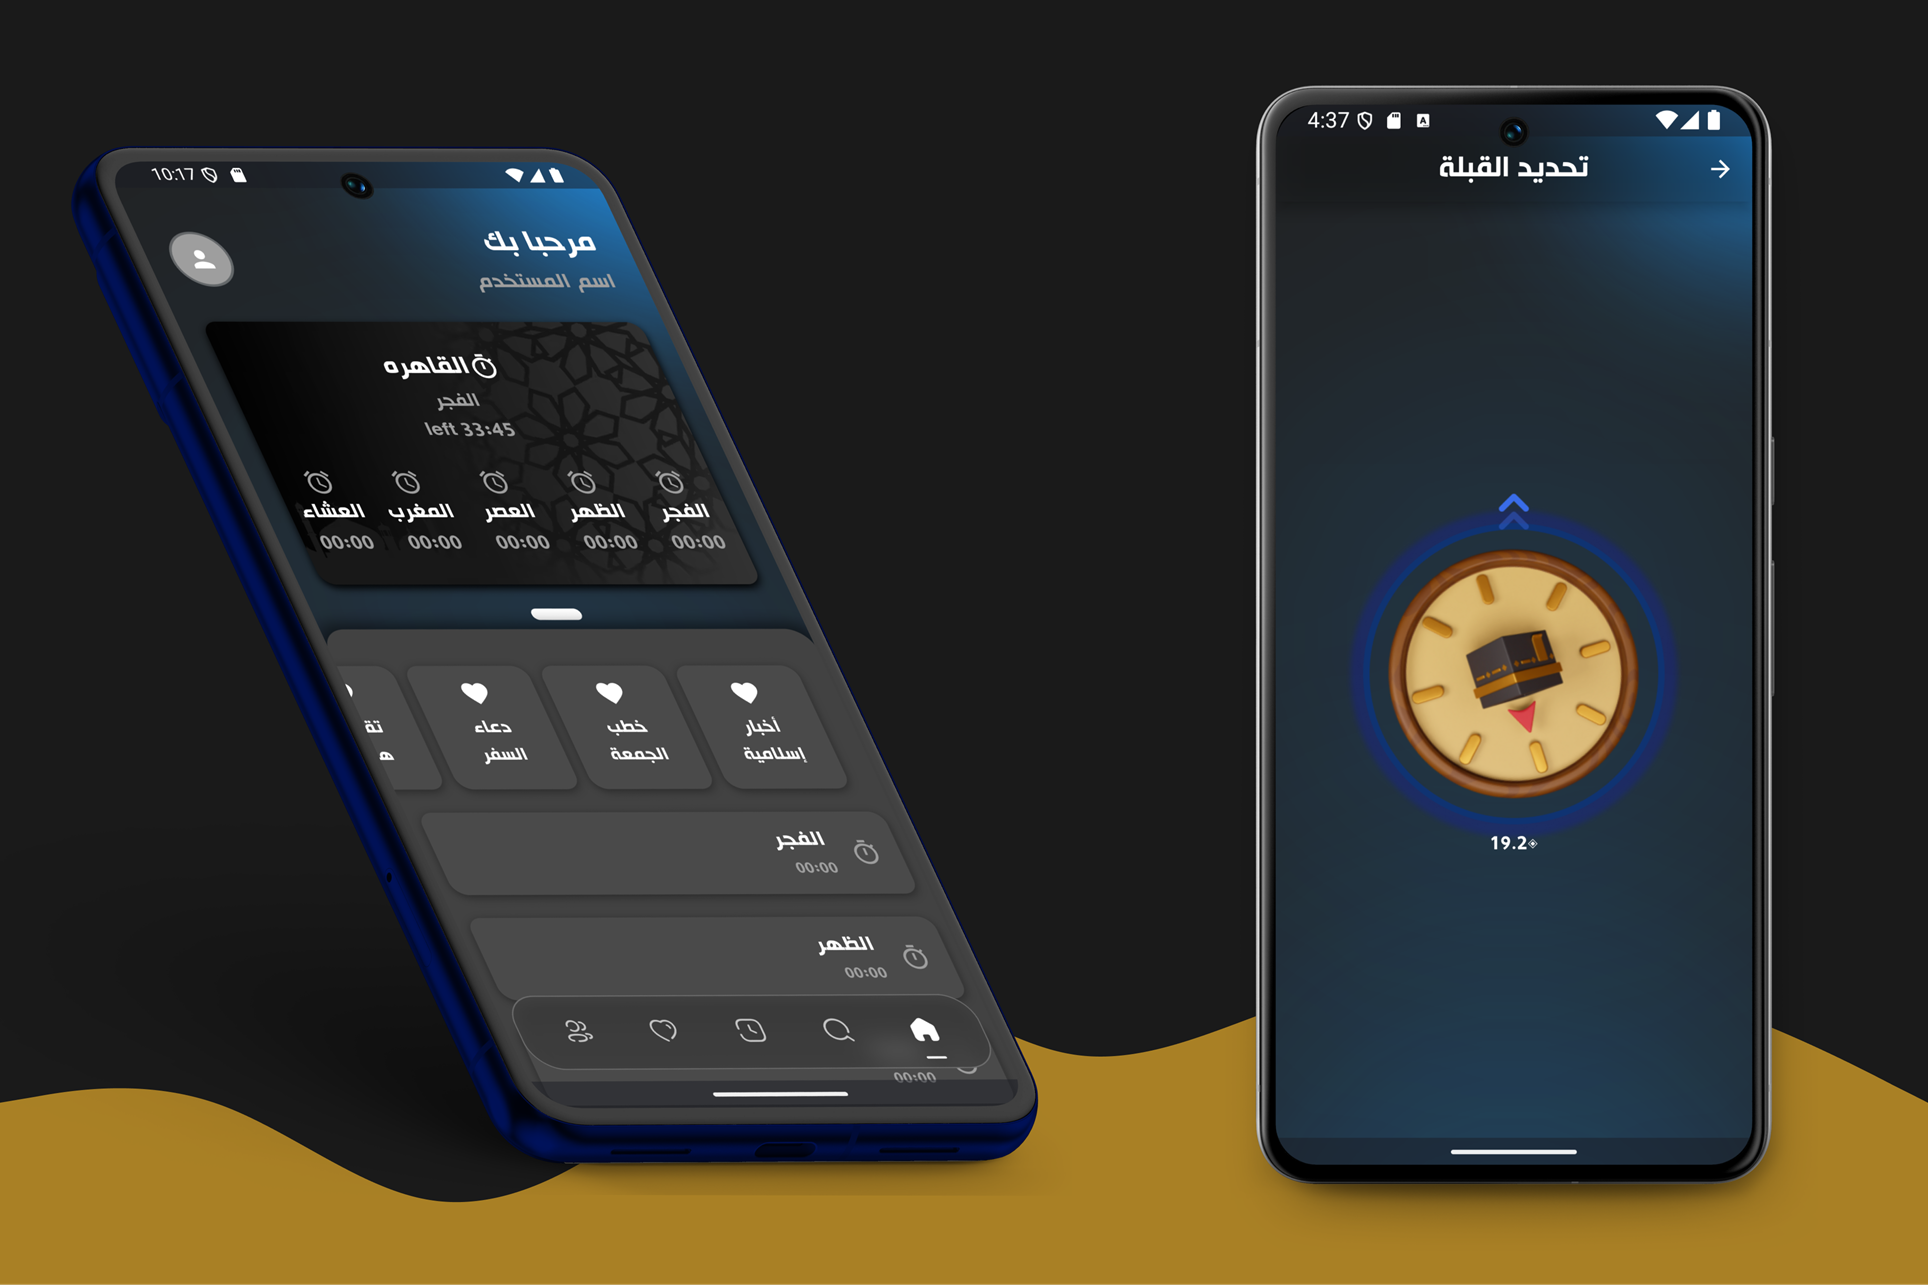 10:17
مرحبا بك
اسم المستخدم
القاهره
الفجر
left 33:45
الفجر الظهر العصر المغرب العشاء
00:00 00:00 00:00 00:00 00:00
أخبار إسلامية
خطب الجمعة
دعاء السفر
تق
ه
الفجر
00:00
الظهر
00:00
00:00
4:37
A
تحديد القبلة
19.2